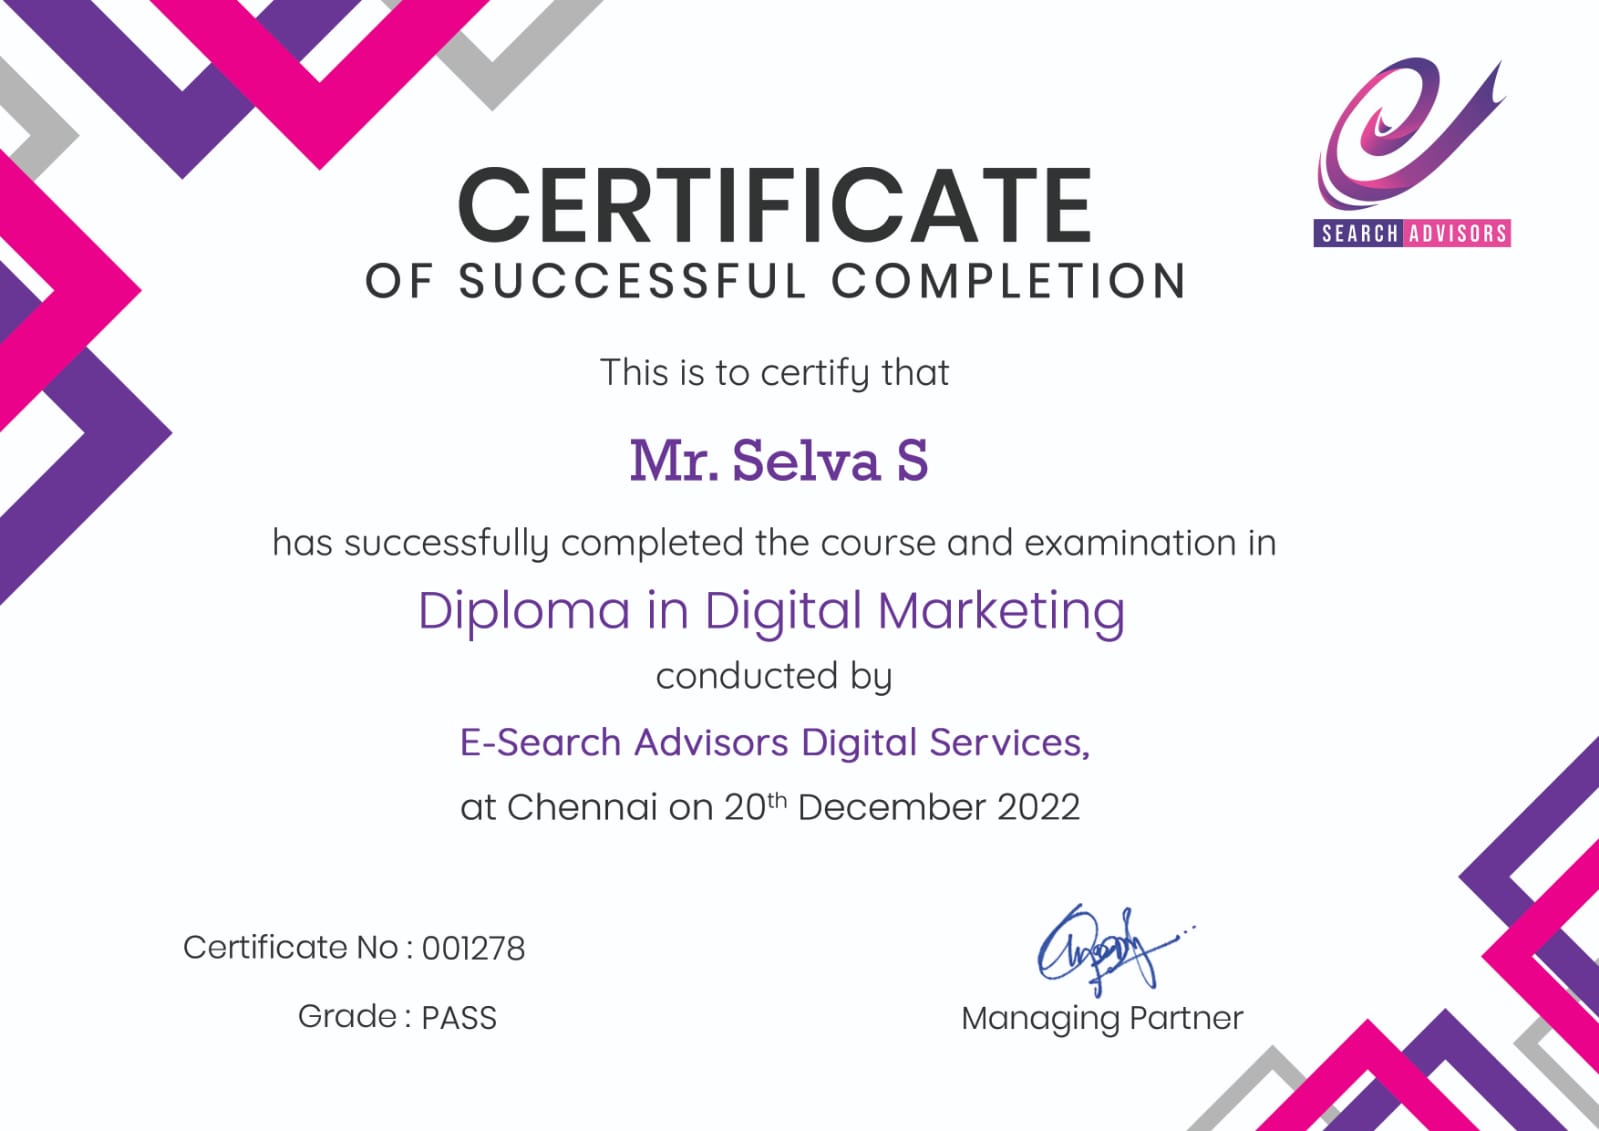 SEARCH ADVISORS
CERTIFICATE
OF SUCCESSFUL COMPLETION
This is to certify that
Mr. Selva S
has successfully completed the course and examination in
Diploma in Digital Marketing
conducted by
E-Search Advisors Digital Services,
at Chennai on 20th December 2022
Certificate No : 001278
Grade : PASS
Managing Partner